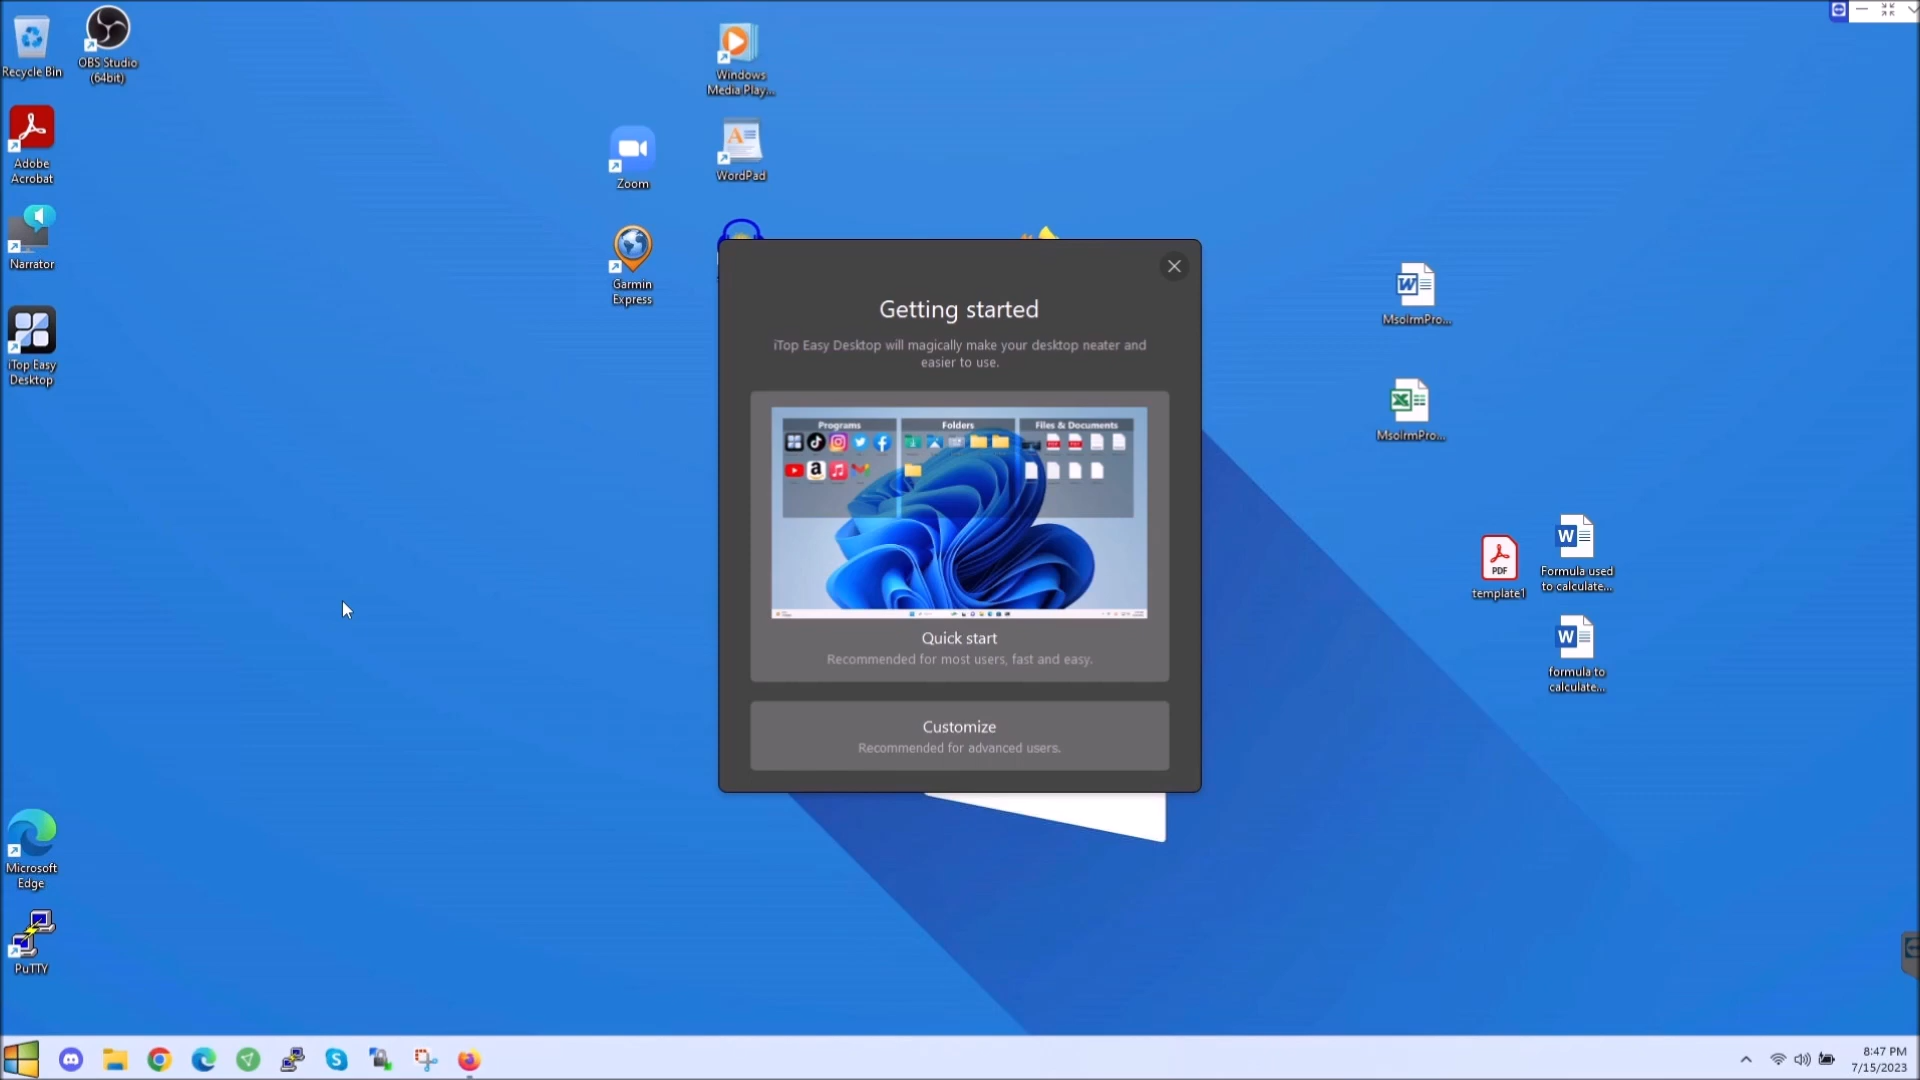 Recycle Bin
OBS Studio
(64bit)
Adobe
Acrobat
Narrator
iTop Easy
Desktop
Microsoft
Edge
PuTTY
Windows
Media Play...
Zoom
WordPad
Garmin
Express
Getting started
iTop Easy Desktop will magically make your desktop neater and
easier to use.
Programs
Folders
Files & Documents
Quick start
Recommended for most users, fast and easy.
Customize
Recommended for advanced users.
MsoirmPro...
MsoirmPro...
PDF
template1
Formula used
to calculate...
formula to
calculate...
8:47 PM
7/15/2023